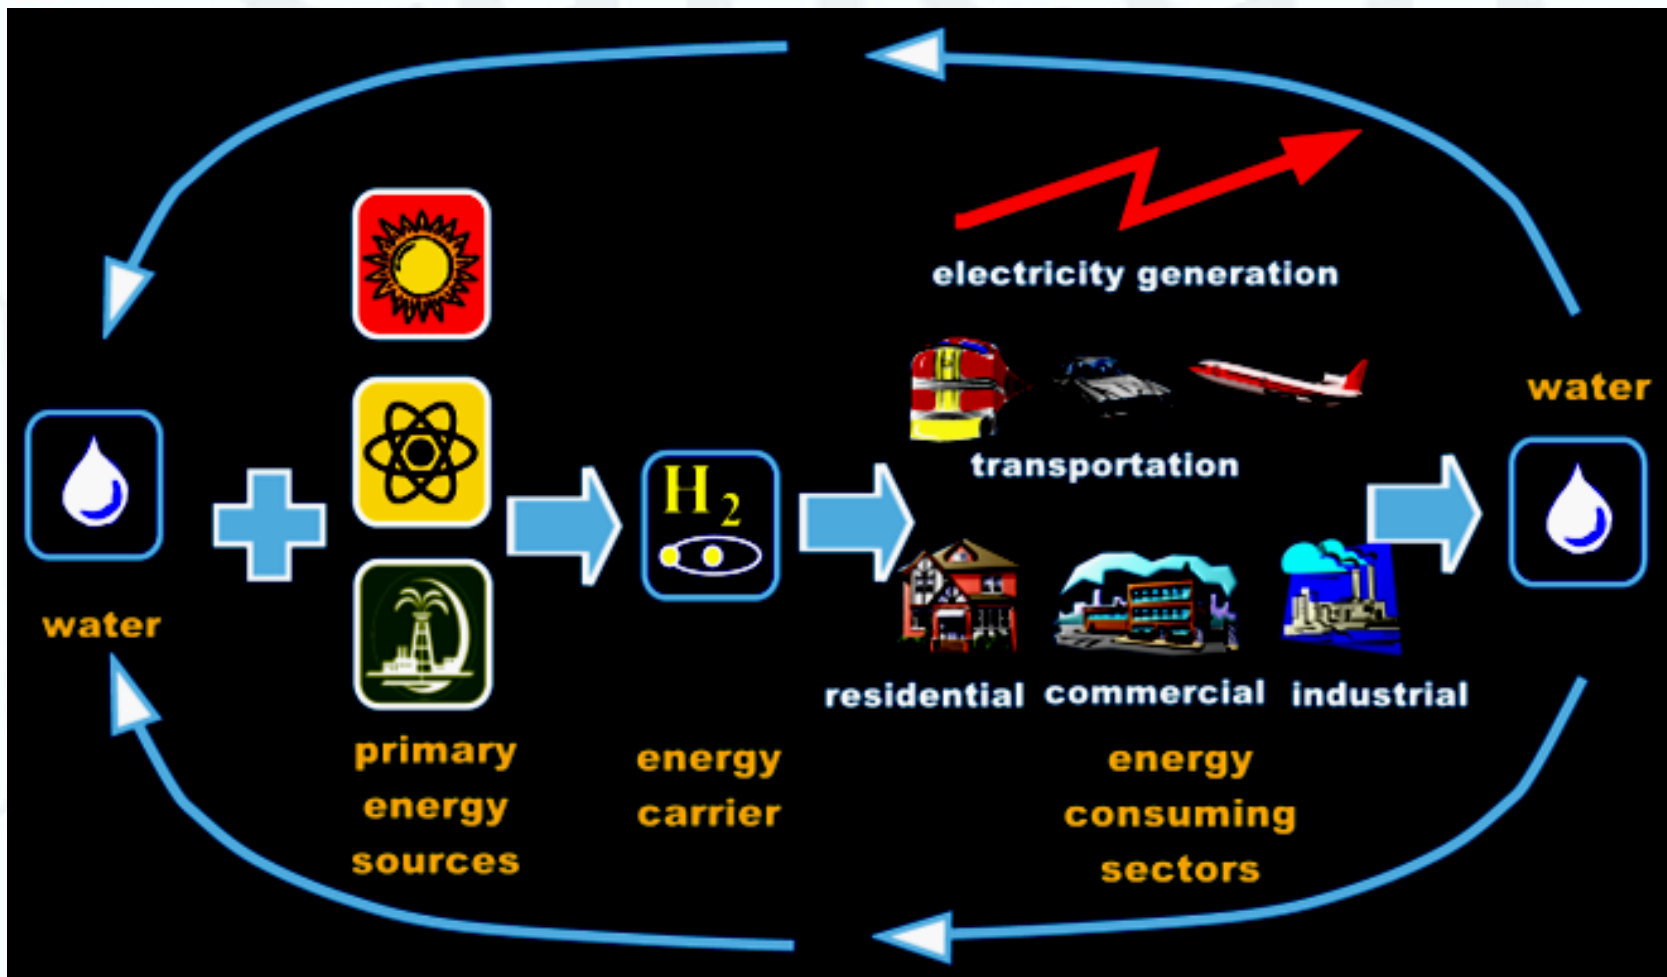 electricity generation
transportation
water
H2
water
residential commercial industrial
primary
energy
sources
energy
carrier
energy
consuming
sectors